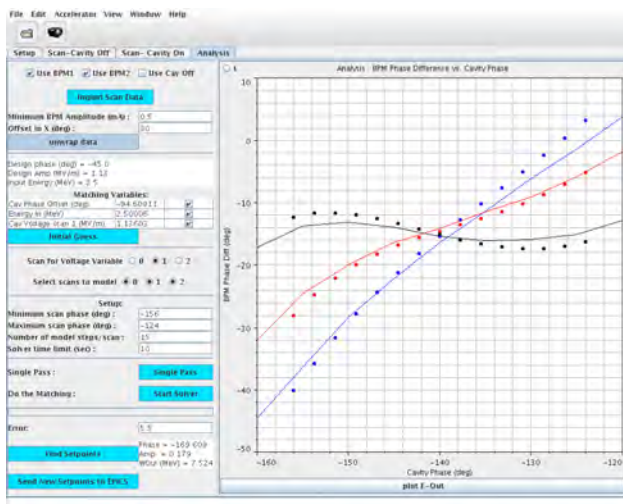 File Edit Accelerator View Window Help
Setup Scan-Cavity Off Scan- Cavity On Analysis
Use BPM1 Use BPM2 Use Cav Off
Import Scan Data
Minimum BPM Amplitude (mA) : 0.5
Offset in X (deg) : 30
unwrap data
Design phase (deg) = -45.0
Design Amp (MV/m) = 1.13
Input Energy (MeV) = 2.5
Matching Variables:
Cav Phase Offset (deg)
Energy in (MeV) 2.50006
Cav Voltage Scan 1 (MV/m)
Initial Guess
Scan for Voltage Variable 0 1 2
Select scans to model 0 1 2
Setup:
Minimum scan phase (deg) : -156
Maximum scan phase (deg) : -124
Number of model steps/scan : 15
Solver time limit (sec) : 10
Single Pass : Single Pass
Do the Matching : Start Solver
Error: 5.5
Find Setpoints
Phase = -169.609
Amp = 0.179
WOut (MeV) = 7.524
Send New Setpoints to EPICS
Analysis - BPM Phase Difference vs. Cavity Phase
10
0
-10
-20
-30
-40
-50
BPM Phase Diff (deg)
-160 -150 -140 -130 -120
Cavity Phase (deg)
plot E-Out